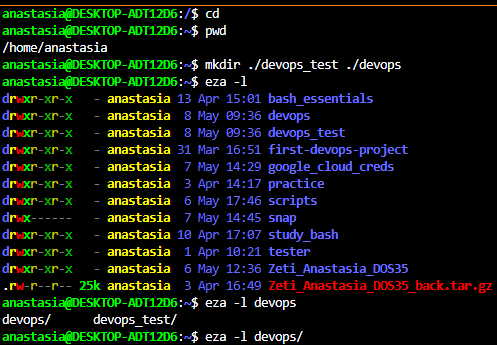 anastasia@DESKTOP-ADT12D6:/$ cd
anastasia@DESKTOP-ADT12D6:~$ pwd
/home/anastasia
anastasia@DESKTOP-ADT12D6:~$ mkdir ./devops_test ./devops
anastasia@DESKTOP-ADT12D6:~$ eza -l
drwxr-xr-x   - anastasia 13 Apr 15:01 bash_essentials
drwxr-xr-x   - anastasia  8 May 09:36 devops
drwxr-xr-x   - anastasia  8 May 09:36 devops_test
drwxr-xr-x   - anastasia 31 Mar 16:51 first-devops-project
drwxr-xr-x   - anastasia  7 May 14:29 google_cloud_creds
drwxr-xr-x   - anastasia  3 Apr 14:17 practice
drwxr-xr-x   - anastasia  6 May 17:46 scripts
drwx------   - anastasia  7 May 14:45 snap
drwxr-xr-x   - anastasia 10 Apr 17:07 study_bash
drwxr-xr-x   - anastasia  1 Apr 10:21 tester
drwxr-xr-x   - anastasia  6 May 12:36 Zeti_Anastasia_DOS35
.rw-r--r-- 25k anastasia  3 Apr 16:49 Zeti_Anastasia_DOS35_back.tar.gz
anastasia@DESKTOP-ADT12D6:~$ eza -l devops
devops/      devops_test/
anastasia@DESKTOP-ADT12D6:~$ eza -l devops/